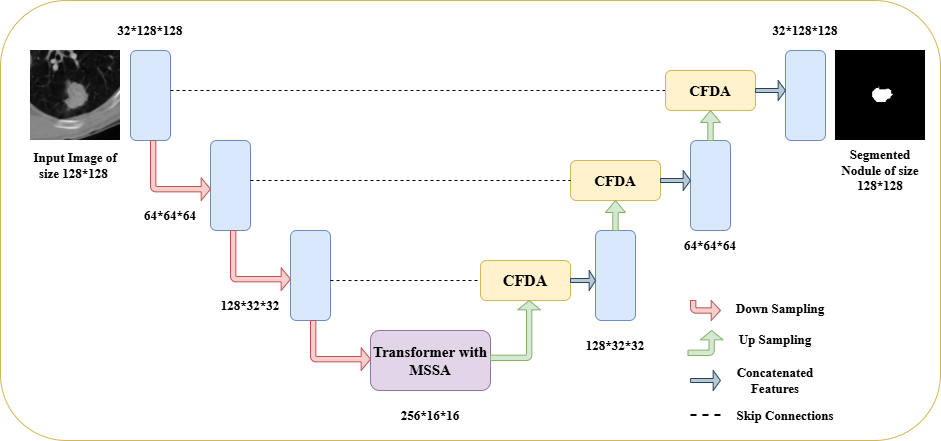 32*128*128
32*128*128
CFDA
Input Image of
size 128*128
Segmented
Nodule of size
128*128
CFDA
64*64*64
64*64*64
CFDA
128*32*32
Down Sampling
Transformer with
MSSA
128*32*32
Up Sampling
Concatenated
Features
256*16*16
Skip Connections